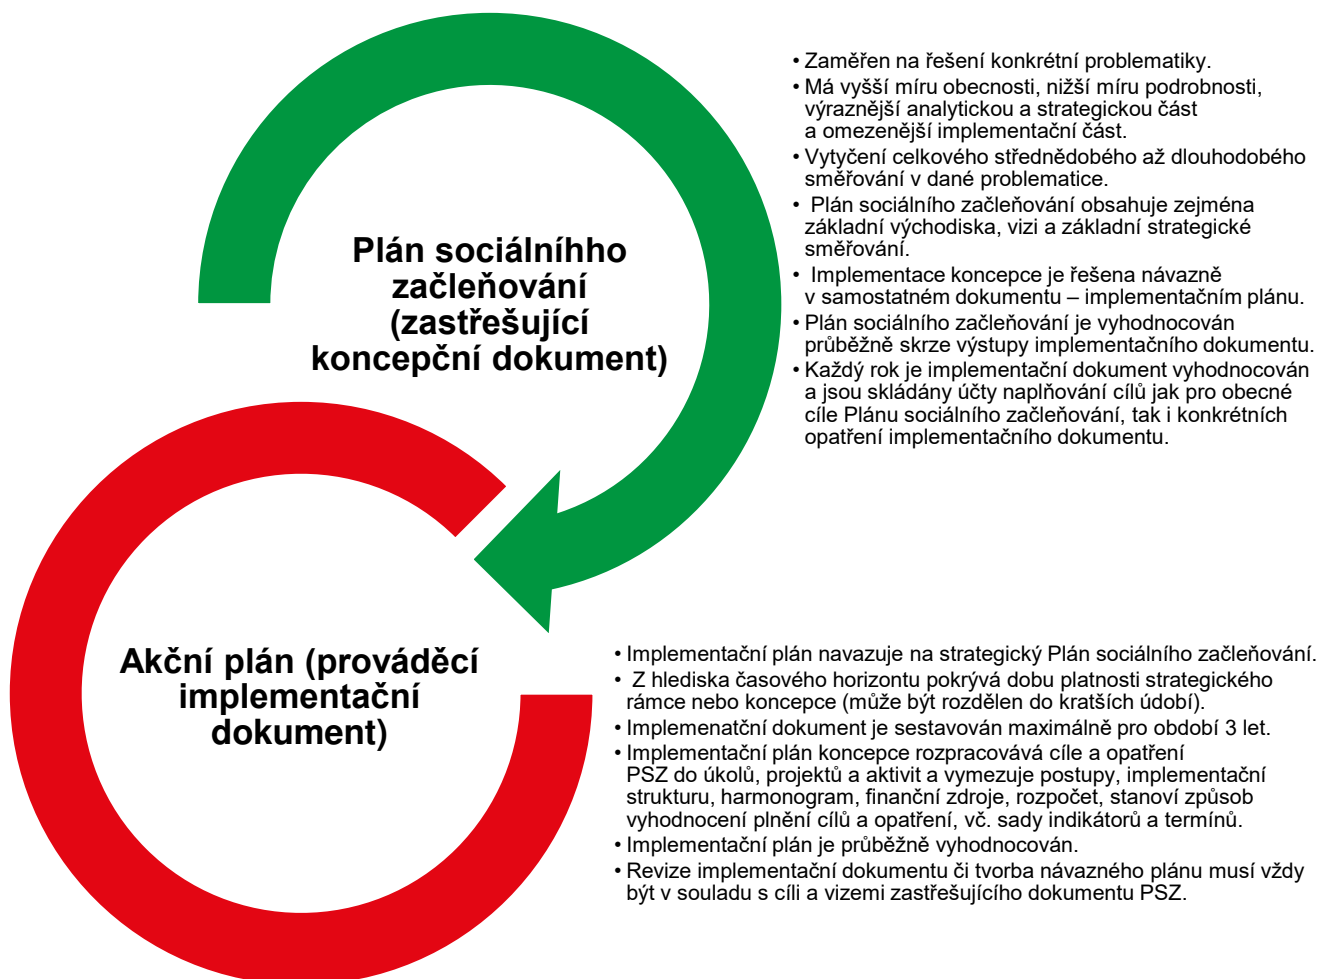 Plán sociálníhho
začleňování
(zastřešující
koncepční dokument)
• Zaměřen na řešení konkrétní problematiky.
• Má vyšší míru obecnosti, nižší míru podrobnosti,
výraznější analytickou a strategickou část
a omezenější implementační část.
• Vytyčení celkového střednědobého až dlouhodobého
směřování v dané problematice.
• Plán sociálního začleňování obsahuje zejména
základní východiska, vizi a základní strategické
směřování.
• Implementace koncepce je řešena návazně
v samostatném dokumentu – implementačním plánu.
• Plán sociálního začleňování je vyhodnocován
průběžně skrze výstupy implementačního dokumentu.
• Každý rok je implementační dokument vyhodnocován
a jsou skládány účty naplňování cílů jak pro obecné
cíle Plánu sociálního začleňování, tak i konkrétních
opatření implementačního dokumentu.
Akční plán (prováděcí
implementační
dokument)
• Implementační plán navazuje na strategický Plán sociálního začleňování.
• Z hlediska časového horizontu pokrývá dobu platnosti strategického
rámce nebo koncepce (může být rozdělen do kratších údobí).
• Implemenatční dokument je sestavován maximálně pro období 3 let.
• Implementační plán koncepce rozpracovává cíle a opatření
PSZ do úkolů, projektů a aktivit a vymezuje postupy, implementační
strukturu, harmonogram, finanční zdroje, rozpočet, stanoví způsob
vyhodnocení plnění cílů a opatření, vč. sady indikátorů a termínů.
• Implementační plán je průběžně vyhodnocován.
• Revize implementační dokumentu či tvorba návazného plánu musí vždy
být v souladu s cíli a vizemi zastřešujícího dokumentu PSZ.